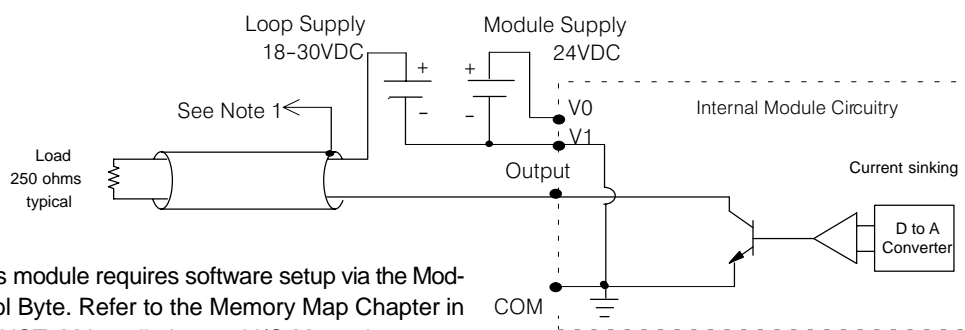 Loop Supply
18-30VDC
Module Supply
24VDC
+
-
+
-
See Note 1
V0
V1
Internal Module Circuitry
Load
250 ohms
typical
Output
Current sinking
D to A
Converter
COM
s module requires software setup via the Mod-
ol Byte. Refer to the Memory Map Chapter in